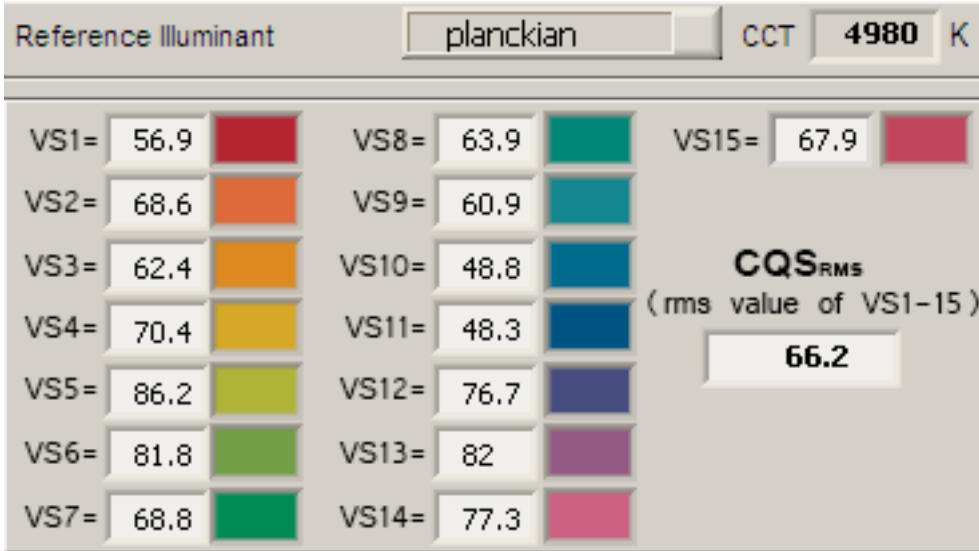 Reference Illuminant planckian CCT 4980 K
VS1= 56.9 VS8= 63.9 VS15= 67.9
VS2= 68.6 VS9= 60.9
VS3= 62.4 VS10= 48.8 CQSRMS
VS4= 70.4 VS11= 48.3 (rms value of VS1-15)
VS5= 86.2 VS12= 76.7 66.2
VS6= 81.8 VS13= 82
VS7= 68.8 VS14= 77.3